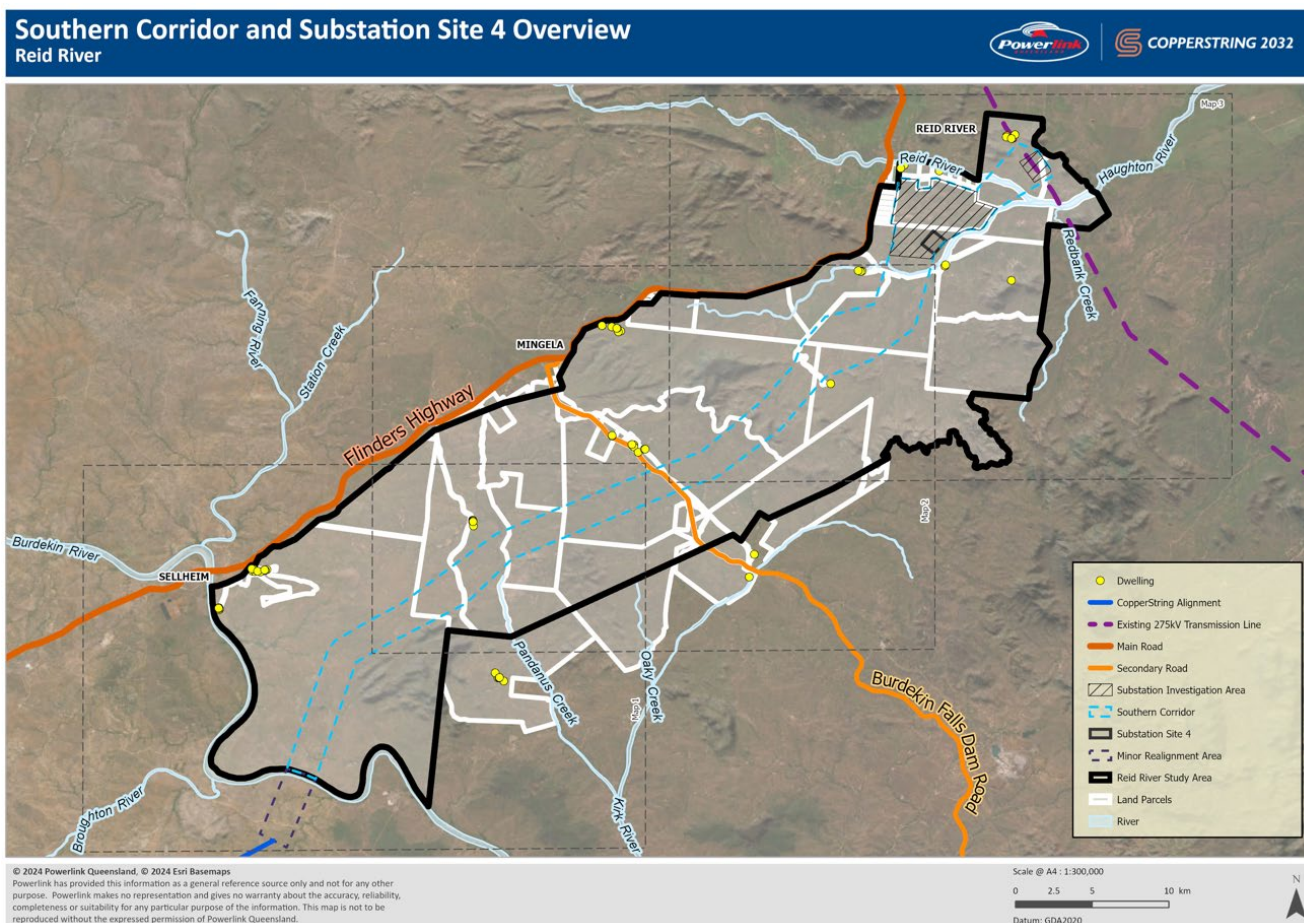 Southern Corridor and Substation Site 4 Overview
Reid River
Powerlink
QUEENSLAND
COPPERSTRING 2032
Map 3
REID RIVER
Reid River
Haughton River
Redbank Creek
Fanning River
Station Creek
MINGELA
Flinders Highway
Burdekin River
SELLHEIM
Map 2
Pandanus Creek
Oaky Creek
Map 1
Kirk River
Broughton River
Burdekin Falls Dam Road
Dwelling
CopperString Alignment
Existing 275kV Transmission Line
Main Road
Secondary Road
Substation Investigation Area
Southern Corridor
Substation Site 4
Minor Realignment Area
Reid River Study Area
Land Parcels
River
© 2024 Powerlink Queensland, © 2024 Esri Basemaps
Powerlink has provided this information as a general reference source only and not for any other
purpose. Powerlink makes no representation and gives no warranty about the accuracy, reliability,
completeness or suitability for any particular purpose of the information. This map is not to be
reproduced without the expressed permission of Powerlink Queensland.
Scale @ A4 : 1:300,000
0 2.5 5 10 km
Datum: GDA2020
N